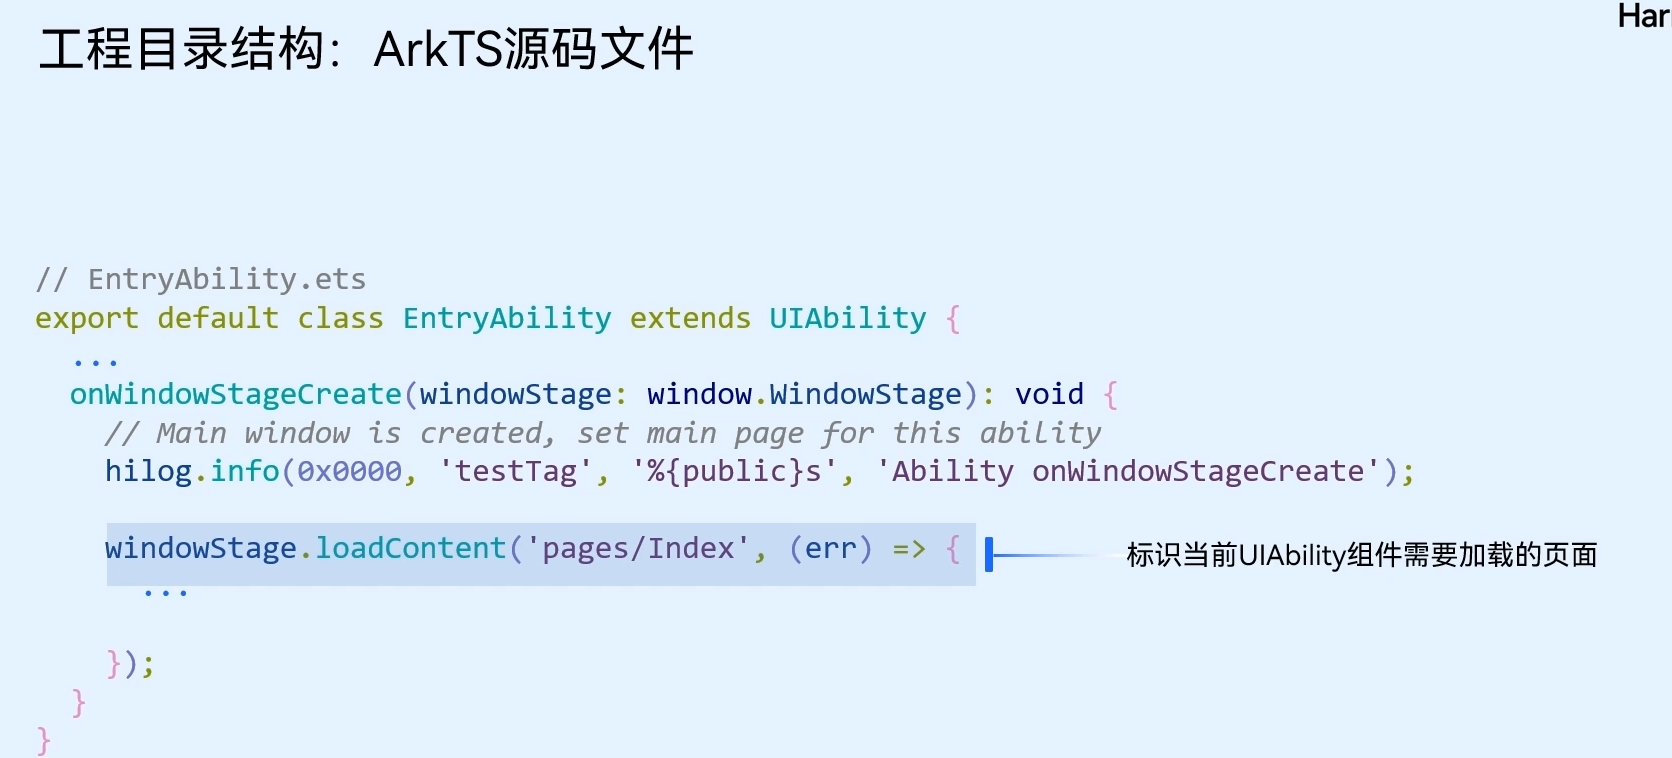 Har
工程目录结构：ArkTS源码文件
// EntryAbility.ets
export default class EntryAbility extends UIAbility {
...
onWindowStageCreate(windowStage: window.WindowStage): void {
// Main window is created, set main page for this ability
hilog.info(0x0000, 'testTag', '%{public}s', 'Ability onWindowStageCreate');
windowStage.loadContent('pages/Index', (err) => {
标识当前UIAbility组件需要加载的页面
...
});
}
}